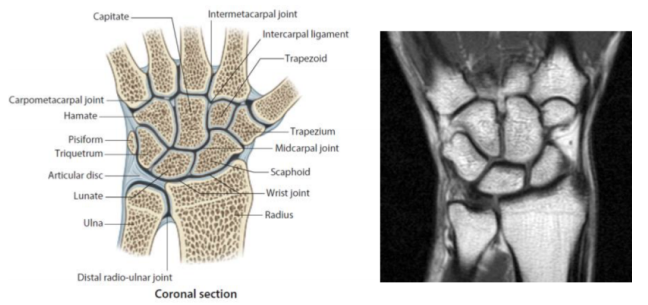 Capitate
Intermetacarpal joint
Intercarpal ligament
Trapezoid
Carpometacarpal joint
Hamate
Pisiform
Triquetrum
Articular disc
Lunate
Ulna
Trapezium
Midcarpal joint
Scaphoid
Wrist joint
Radius
Distal radio-ulnar joint
Coronal section